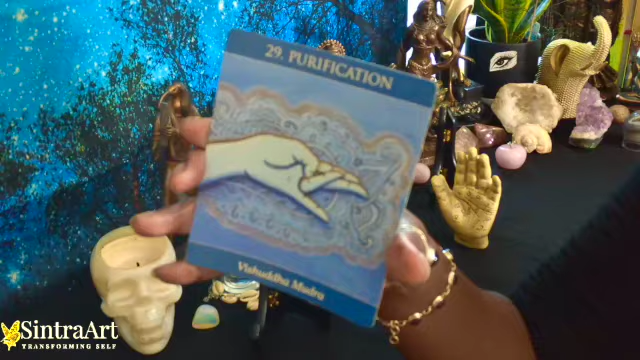 29. PURIFICATION
Vishuddha Mudra
SintraArt
TRANSFORMING SELF